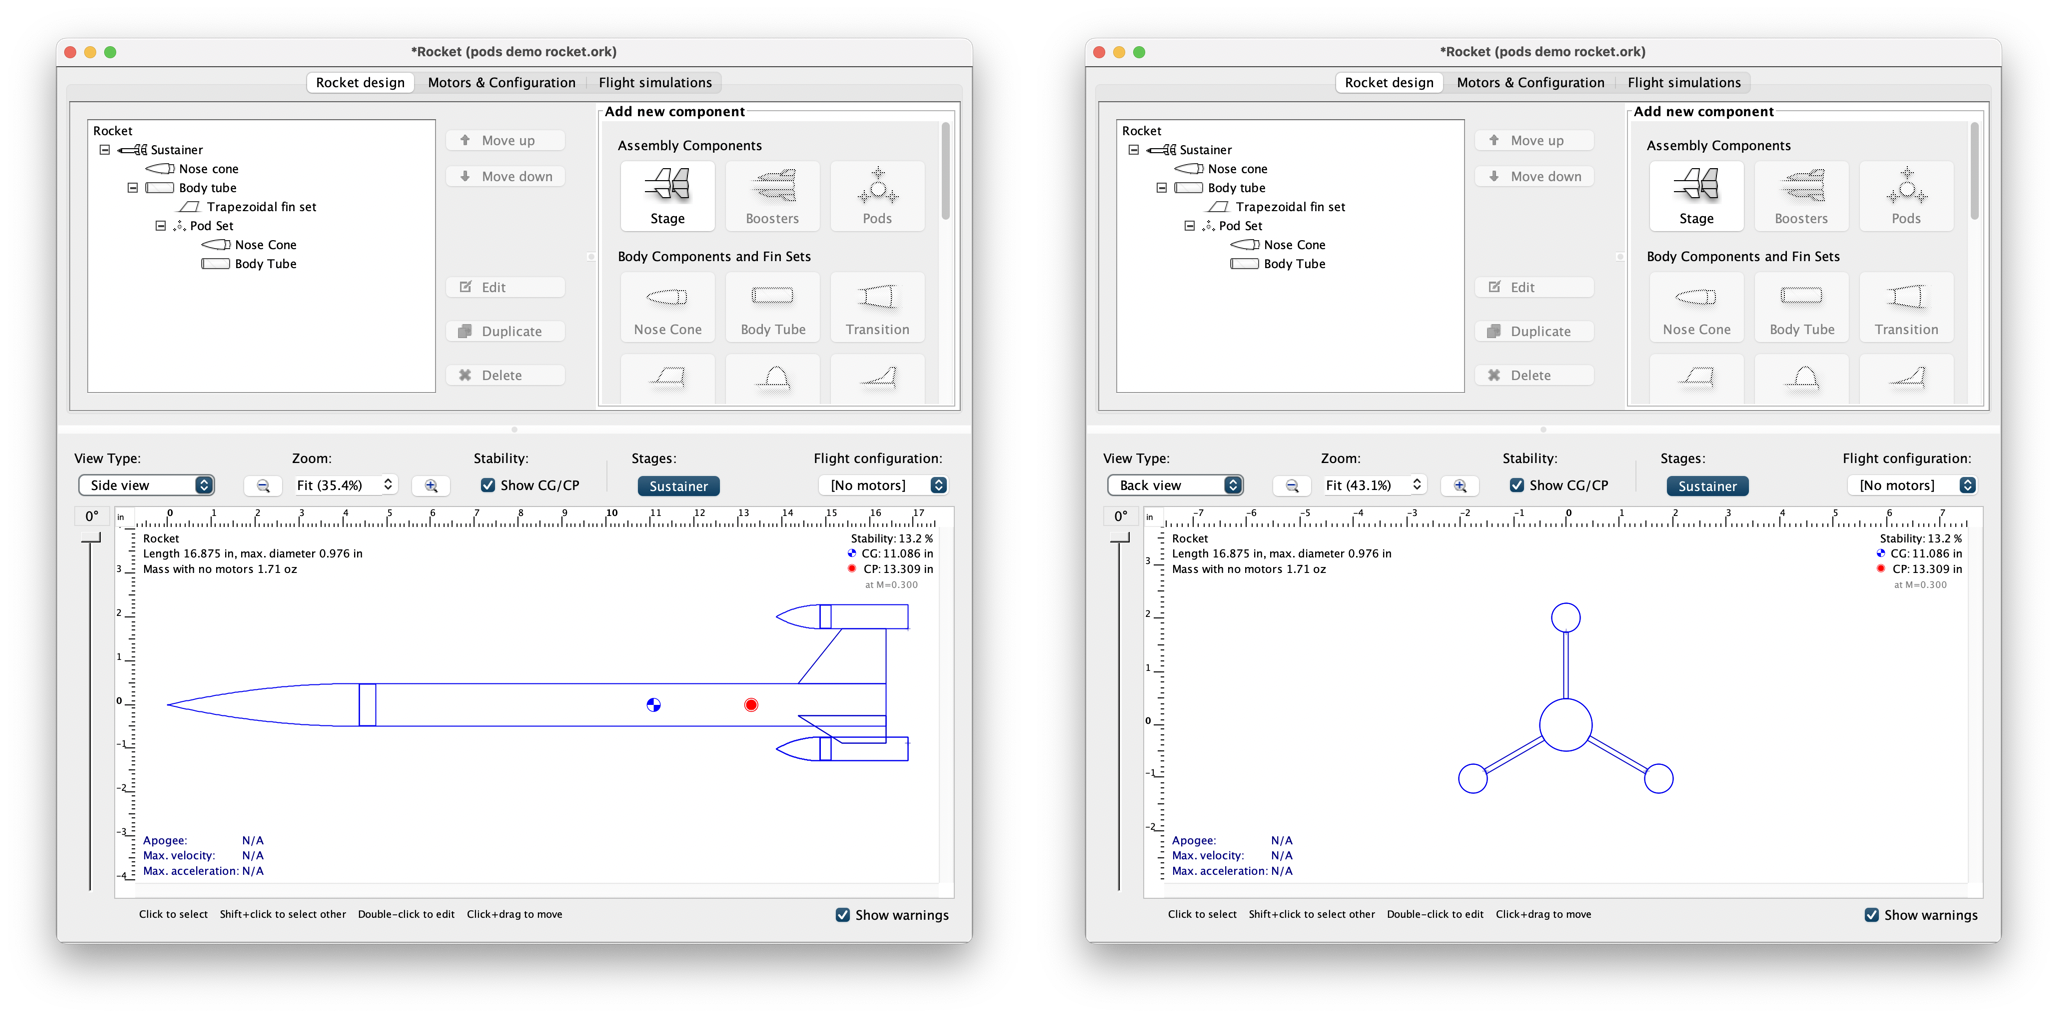 *Rocket (pods demo rocket.ork)
Rocket design Motors & Configuration Flight simulations
Rocket
Sustainer
Nose cone
Body tube
Trapezoidal fin set
Pod Set
Nose Cone
Body Tube
Move up
Move down
Edit
Duplicate
Delete
Add new component
Assembly Components
Stage Boosters Pods
Body Components and Fin Sets
Nose Cone Body Tube Transition
View Type: Zoom: Stability: Stages: Flight configuration:
Side view Fit (35.4%) Show CG/CP Sustainer [No motors]
0° in 0 1 2 3 4 5 6 7 8 9 10 11 12 13 14 15 16 17
Rocket
Length 16.875 in, max. diameter 0.976 in
Mass with no motors 1.71 oz
Stability: 13.2 %
CG: 11.086 in
CP: 13.309 in
at M=0.300
3
2
1
0
-1
-2
-3
-4
Apogee: N/A
Max. velocity: N/A
Max. acceleration: N/A
Click to select Shift+click to select other Double-click to edit Click+drag to move
Show warnings
*Rocket (pods demo rocket.ork)
Rocket design Motors & Configuration Flight simulations
Rocket
Sustainer
Nose cone
Body tube
Trapezoidal fin set
Pod Set
Nose Cone
Body Tube
Move up
Move down
Edit
Duplicate
Delete
Add new component
Assembly Components
Stage Boosters Pods
Body Components and Fin Sets
Nose Cone Body Tube Transition
View Type: Zoom: Stability: Stages: Flight configuration:
Back view Fit (43.1%) Show CG/CP Sustainer [No motors]
0° in -7 -6 -5 -4 -3 -2 -1 0 1 2 3 4 5 6 7
Rocket
Length 16.875 in, max. diameter 0.976 in
Mass with no motors 1.71 oz
Stability: 13.2 %
CG: 11.086 in
CP: 13.309 in
at M=0.300
3
2
1
0
-1
-2
Apogee: N/A
Max. velocity: N/A
Max. acceleration: N/A
Click to select Shift+click to select other Double-click to edit Click+drag to move
Show warnings